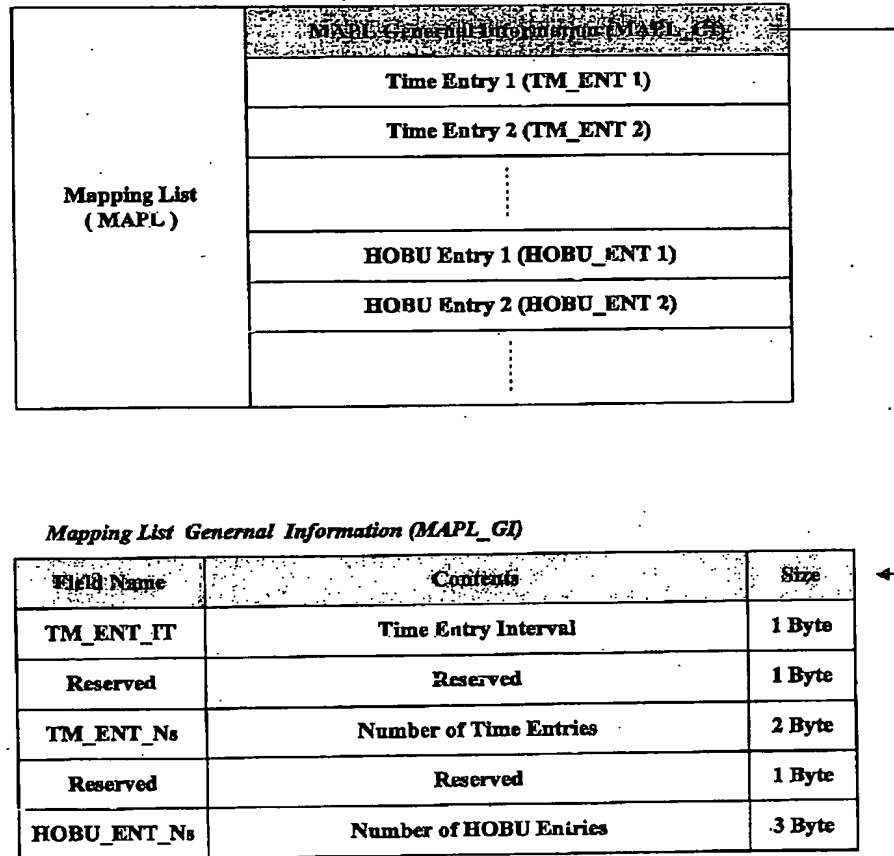 MAPL General Information (MAPL_GI)
Time Entry 1 (TM_ENT 1)
Time Entry 2 (TM_ENT 2)
Mapping List
( MAPL )
HOBU Entry 1 (HOBU_ENT 1)
HOBU Entry 2 (HOBU_ENT 2)
Mapping List Genernal Information (MAPL_GI)
Field Name Contents Size
TM_ENT_IT Time Entry Interval 1 Byte
Reserved Reserved 1 Byte
TM_ENT_Ns Number of Time Entries 2 Byte
Reserved Reserved 1 Byte
HOBU_ENT_Ns Number of HOBU Entries 3 Byte